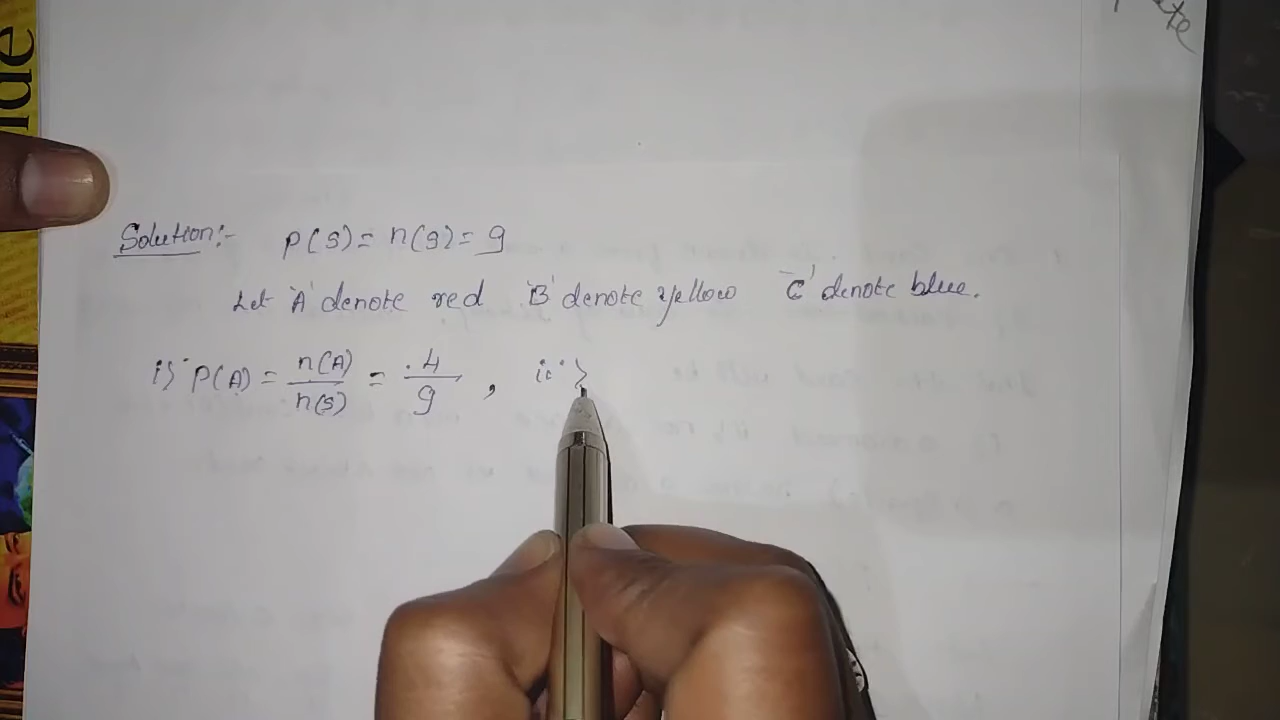 Solution:- P(S) = n(S) = 9
Let 'A' denote red 'B' denote yellow 'C' denote blue.
i) P(A) = n(A)/n(S) = 4/9 , ii)